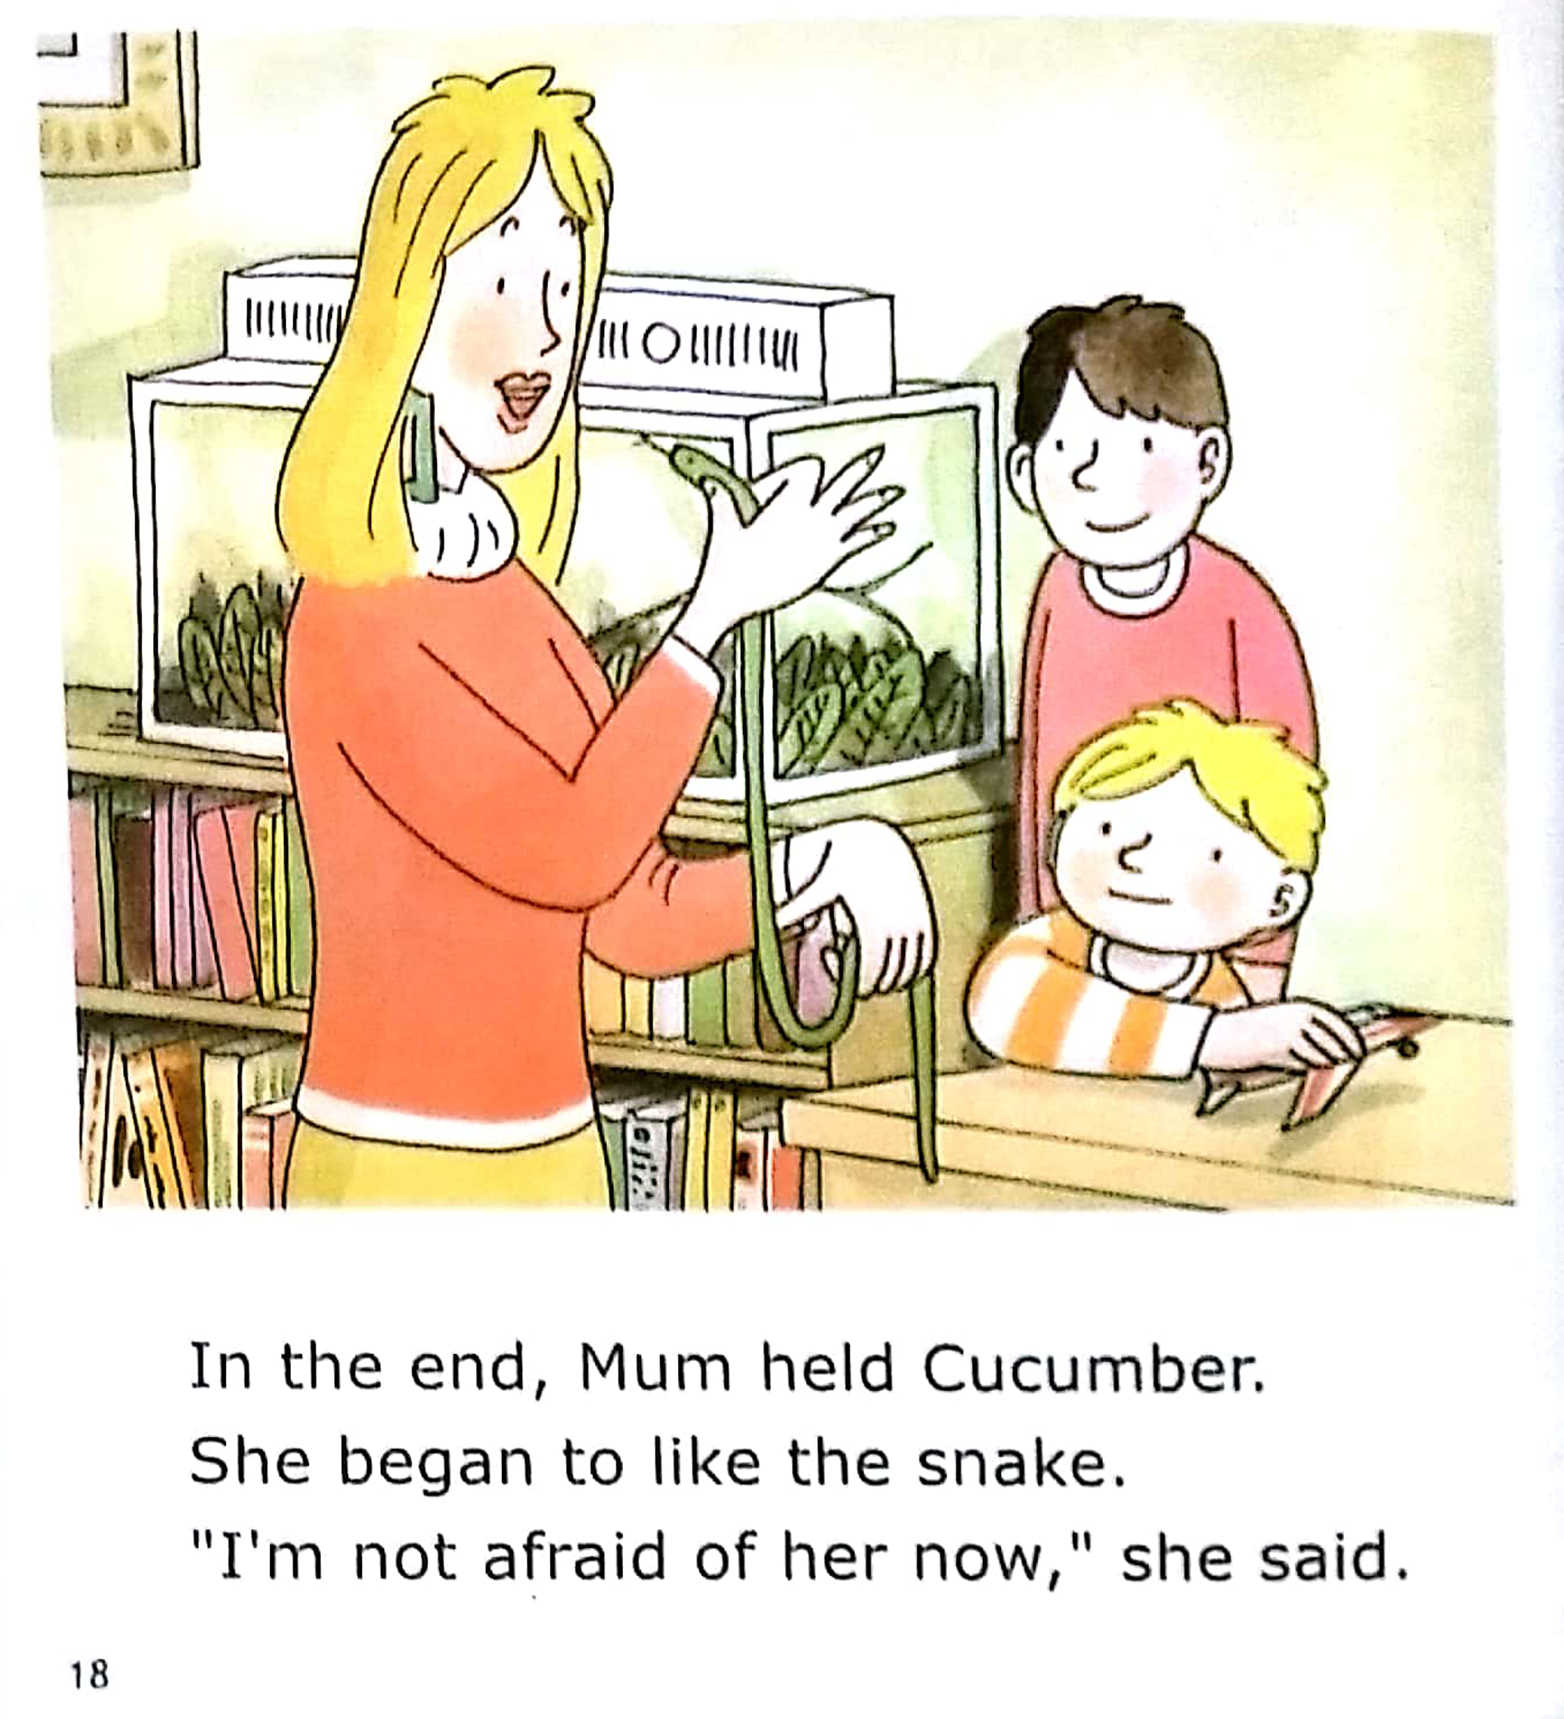 In the end, Mum held Cucumber.
She began to like the snake.
"I'm not afraid of her now," she said.
18